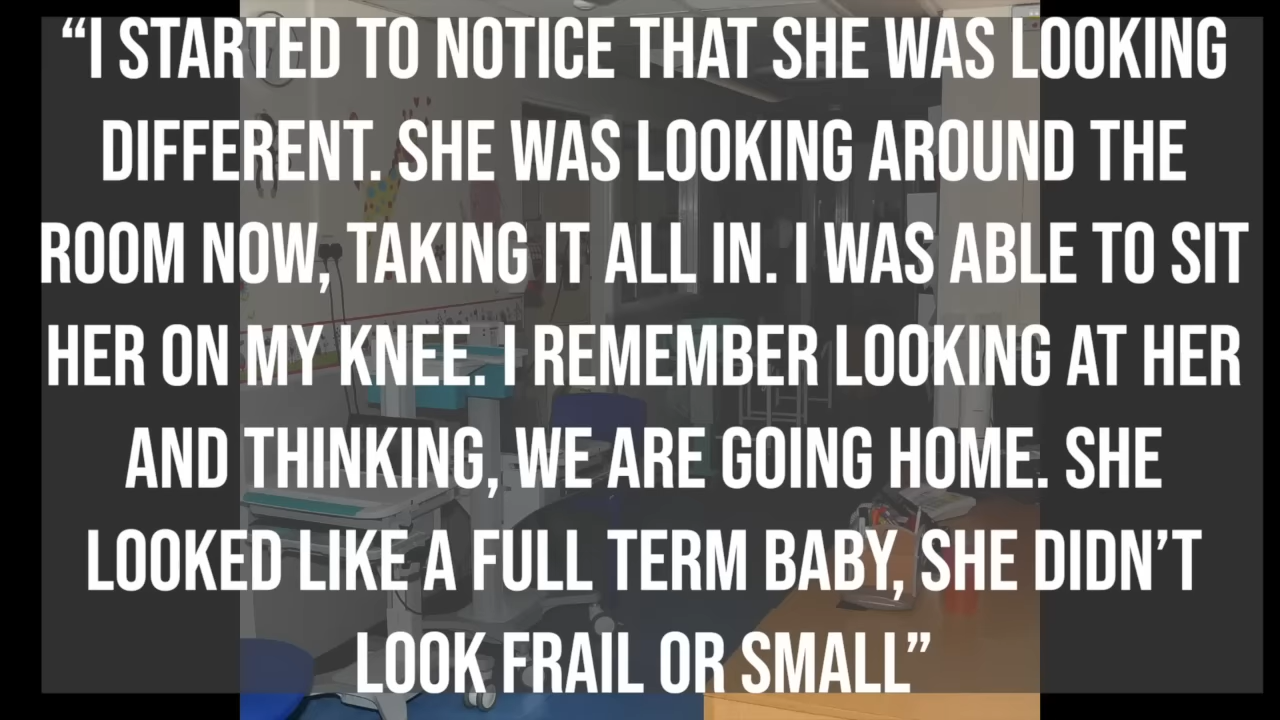 “I STARTED TO NOTICE THAT SHE WAS LOOKING
DIFFERENT. SHE WAS LOOKING AROUND THE
ROOM NOW, TAKING IT ALL IN. I WAS ABLE TO SIT
HER ON MY KNEE. I REMEMBER LOOKING AT HER
AND THINKING, WE ARE GOING HOME. SHE
LOOKED LIKE A FULL TERM BABY, SHE DIDN’T
LOOK FRAIL OR SMALL”